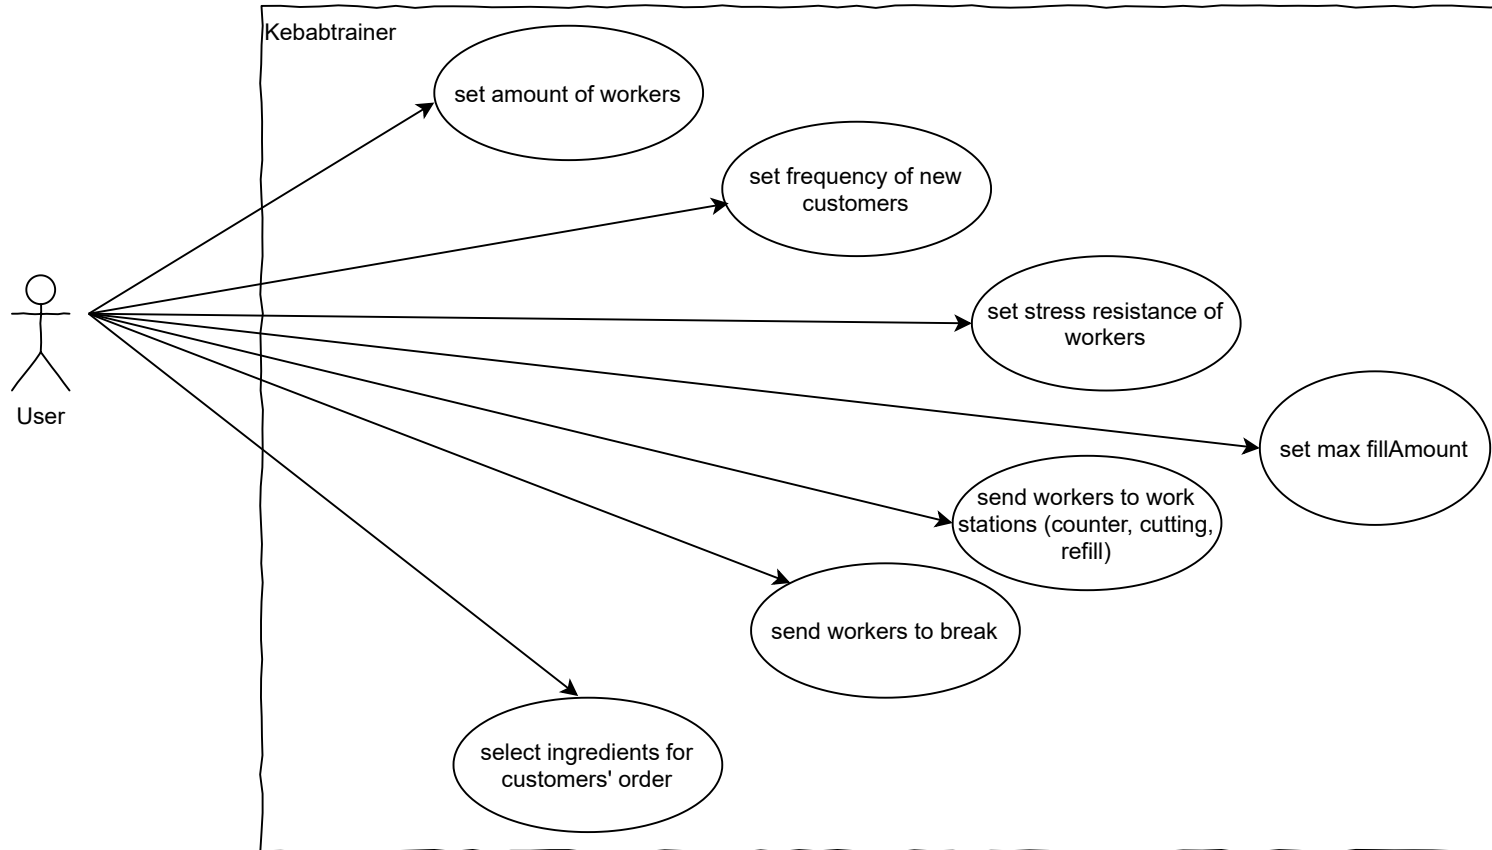 Kebabtrainer
set amount of workers
set frequency of new
customers
set stress resistance of
workers
User
set max fillAmount
send workers to work
stations (counter, cutting,
refill)
send workers to break
select ingredients for
customers' order